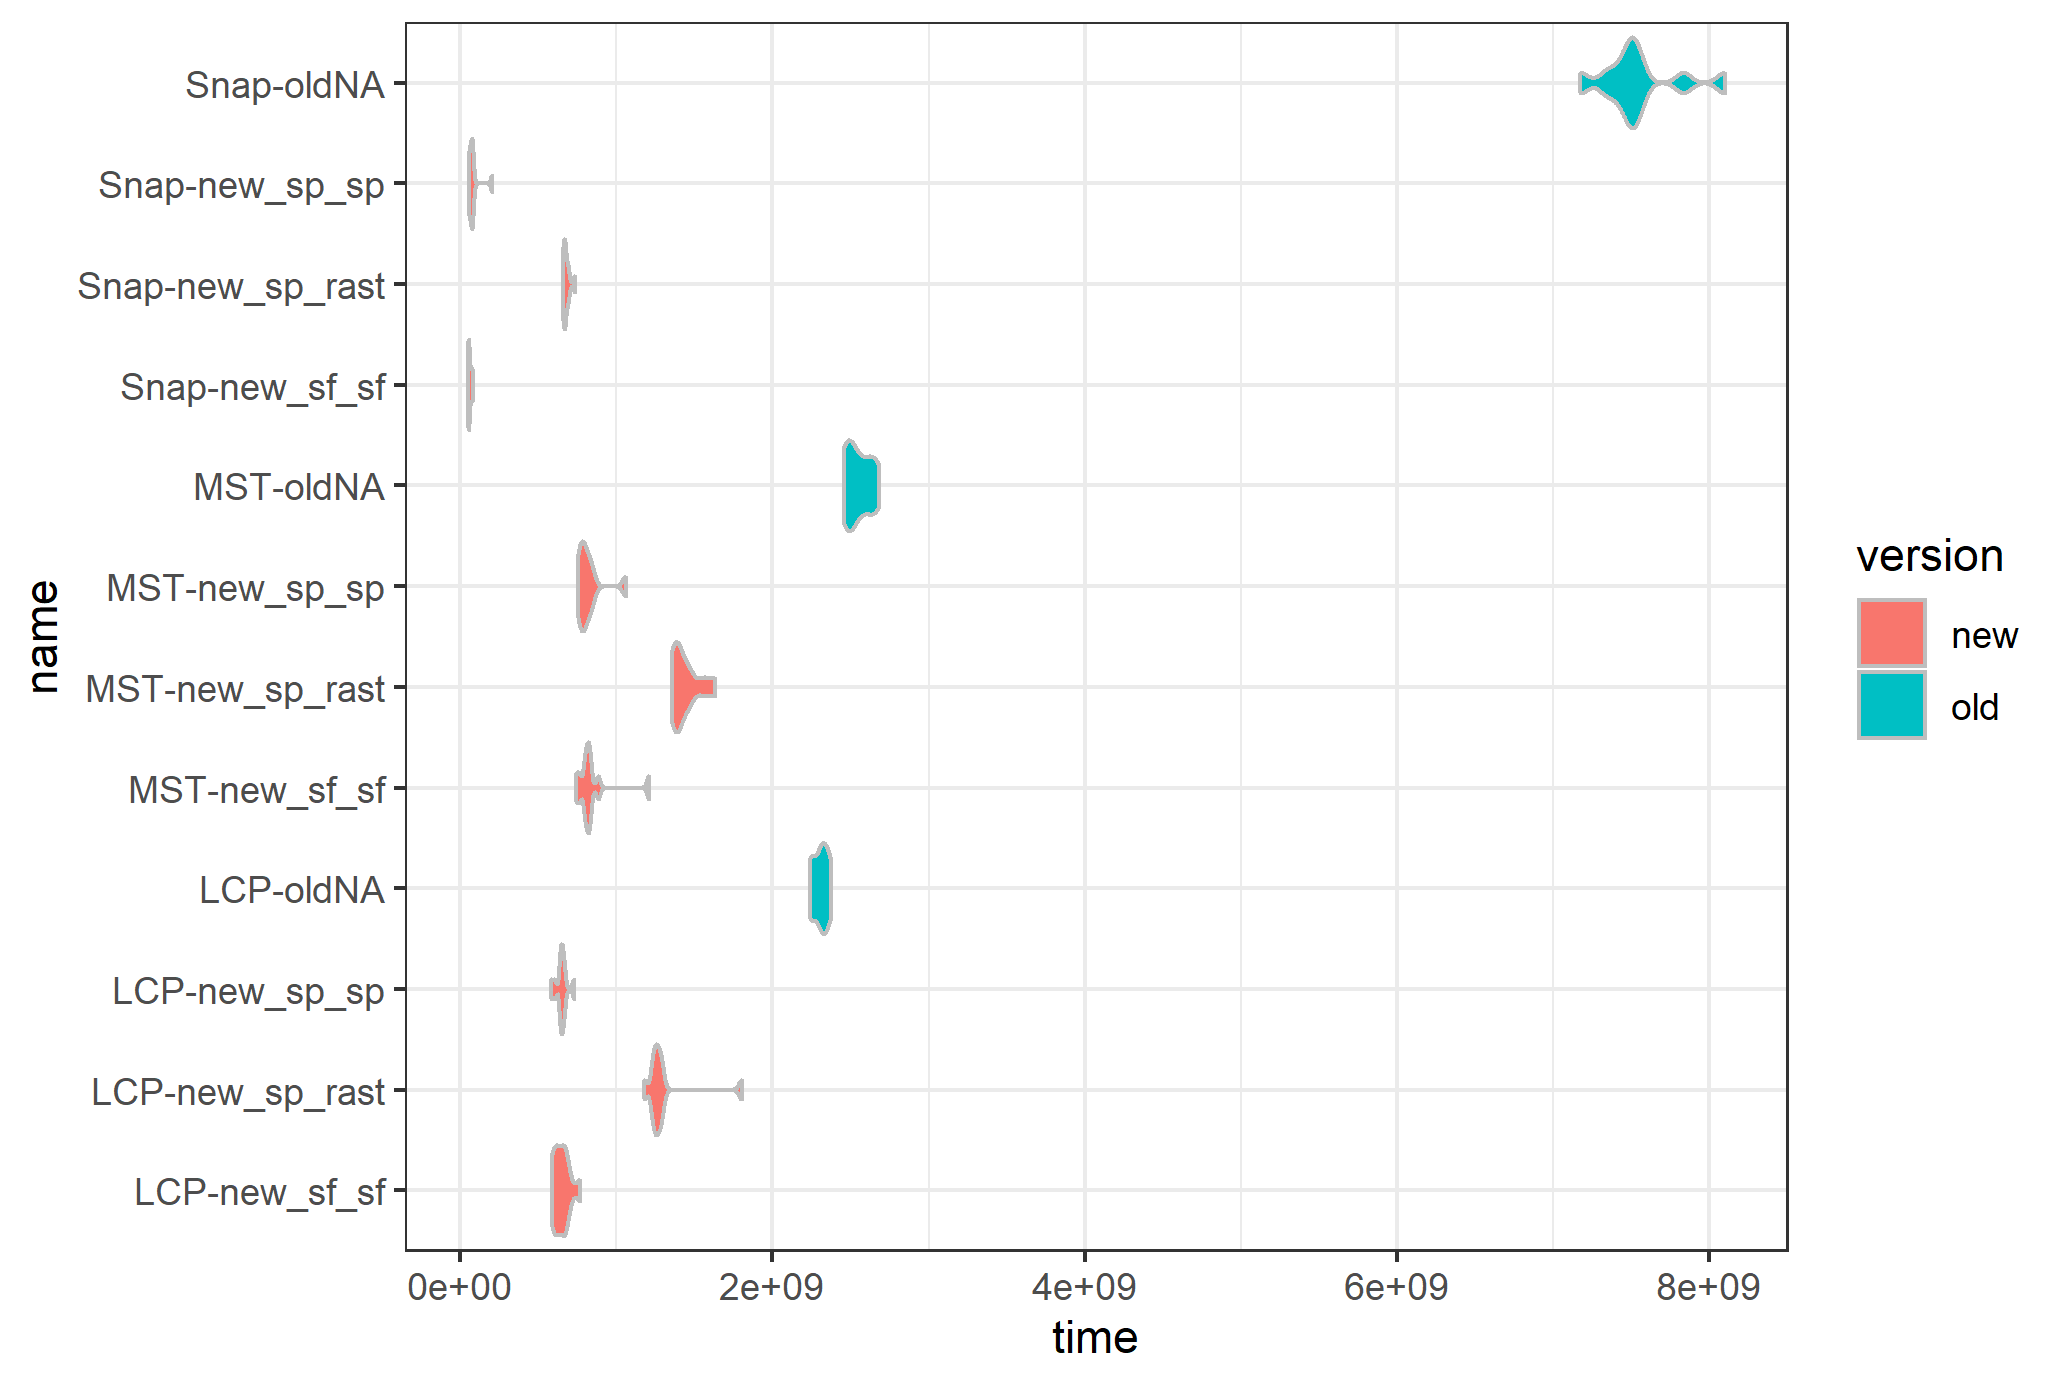 Snap-oldNA
Snap-new_sp_sp
Snap-new_sp_rast
Snap-new_sf_sf
MST-oldNA
MST-new_sp_sp
MST-new_sp_rast
MST-new_sf_sf
LCP-oldNA
LCP-new_sp_sp
LCP-new_sp_rast
LCP-new_sf_sf
name
0e+00 2e+09 4e+09 6e+09 8e+09
time
version
new
old